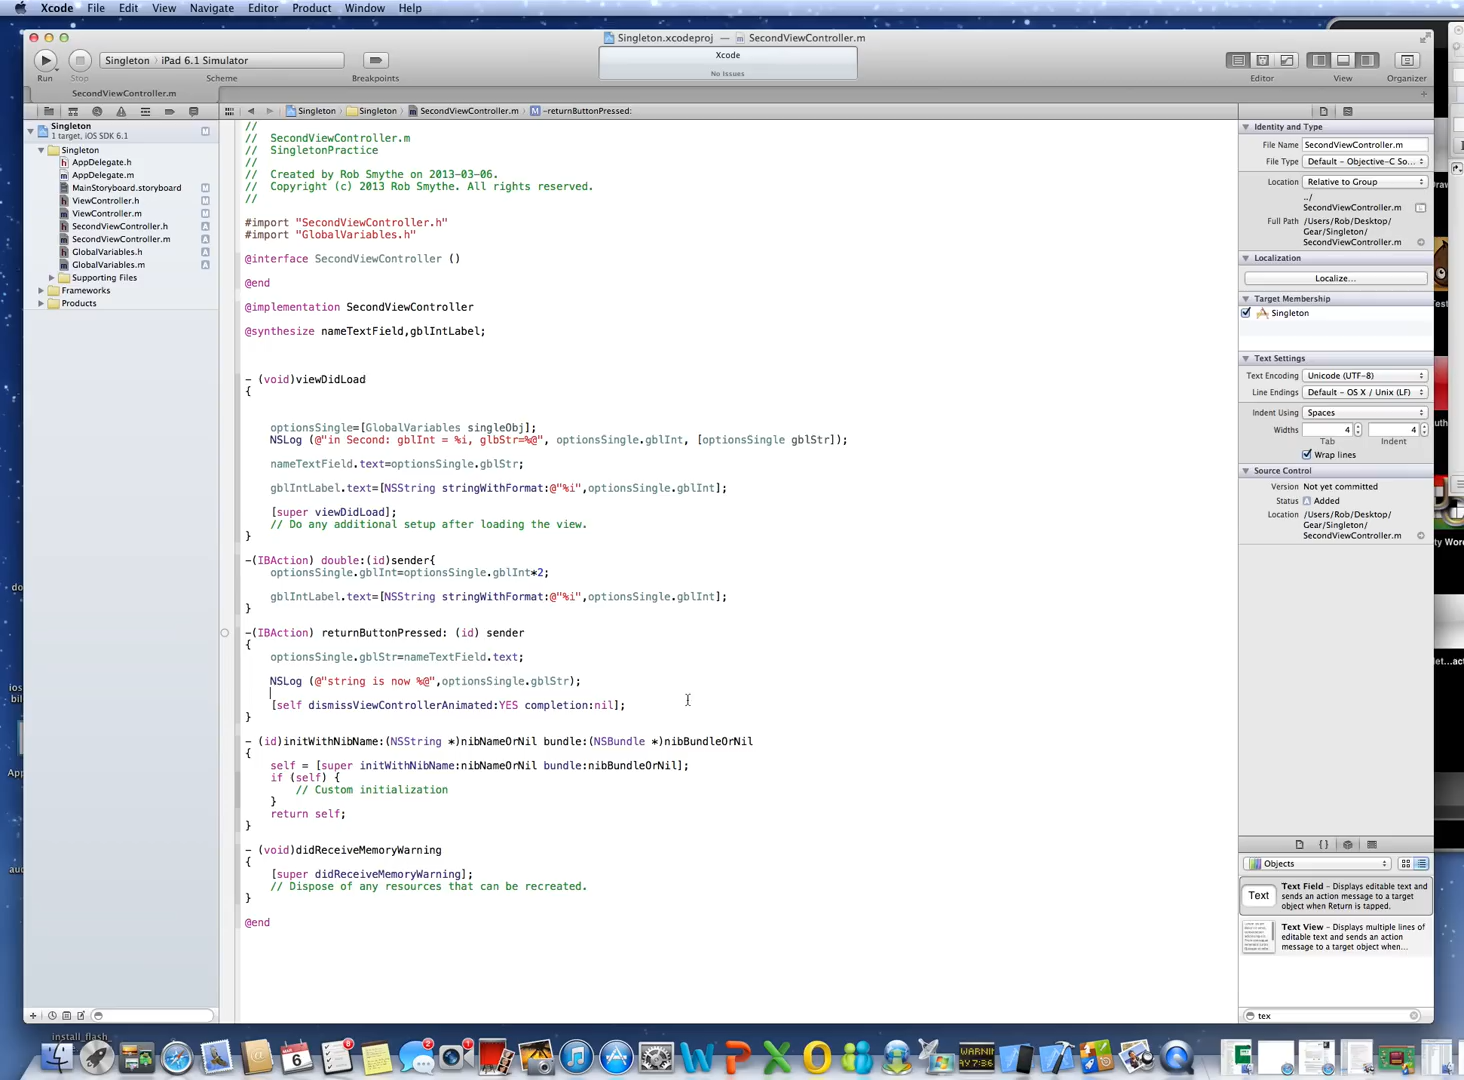 Xcode File Edit View Navigate Editor Product Window Help
Singleton.xcodeproj — SecondViewController.m
Run Stop Singleton › iPad 6.1 Simulator Scheme Breakpoints
Xcode
No Issues
Editor View Organizer
SecondViewController.m
Singleton › Singleton › SecondViewController.m › M -returnButtonPressed:
Singleton M
1 target, iOS SDK 6.1
Singleton
AppDelegate.h
AppDelegate.m
MainStoryboard.storyboard M
ViewController.h M
ViewController.m M
SecondViewController.h A
SecondViewController.m A
GlobalVariables.h A
GlobalVariables.m A
Supporting Files
Frameworks
Products
//
// SecondViewController.m
// SingletonPractice
//
// Created by Rob Smythe on 2013-03-06.
// Copyright (c) 2013 Rob Smythe. All rights reserved.
//
#import "SecondViewController.h"
#import "GlobalVariables.h"
@interface SecondViewController ()
@end
@implementation SecondViewController
@synthesize nameTextField,gblIntLabel;
- (void)viewDidLoad
{
optionsSingle=[GlobalVariables singleObj];
NSLog (@"in Second: gblInt = %i, glbStr=%@", optionsSingle.gblInt, [optionsSingle gblStr]);
nameTextField.text=optionsSingle.gblStr;
gblIntLabel.text=[NSString stringWithFormat:@"%i",optionsSingle.gblInt];
[super viewDidLoad];
// Do any additional setup after loading the view.
}
-(IBAction) double:(id)sender{
optionsSingle.gblInt=optionsSingle.gblInt*2;
gblIntLabel.text=[NSString stringWithFormat:@"%i",optionsSingle.gblInt];
}
-(IBAction) returnButtonPressed: (id) sender
{
optionsSingle.gblStr=nameTextField.text;
NSLog (@"string is now %@",optionsSingle.gblStr);
[self dismissViewControllerAnimated:YES completion:nil];
}
- (id)initWithNibName:(NSString *)nibNameOrNil bundle:(NSBundle *)nibBundleOrNil
{
self = [super initWithNibName:nibNameOrNil bundle:nibBundleOrNil];
if (self) {
// Custom initialization
}
return self;
}
- (void)didReceiveMemoryWarning
{
[super didReceiveMemoryWarning];
// Dispose of any resources that can be recreated.
}
@end
Identity and Type
File Name SecondViewController.m
File Type Default - Objective-C So...
Location Relative to Group
../
SecondViewController.m
Full Path /Users/Rob/Desktop/
Gear/Singleton/
SecondViewController.m
Localization
Localize...
Target Membership
Singleton
Text Settings
Text Encoding Unicode (UTF-8)
Line Endings Default - OS X / Unix (LF)
Indent Using Spaces
Widths 4 4
Tab Indent
Wrap lines
Source Control
Version Not yet committed
Status A Added
Location /Users/Rob/Desktop/
Gear/Singleton/
SecondViewController.m
Objects
Text
Text Field - Displays editable text and
sends an action message to a target
object when Return is tapped.
Text View - Displays multiple lines of
editable text and sends an action
message to a target object when...
tex
install_flash